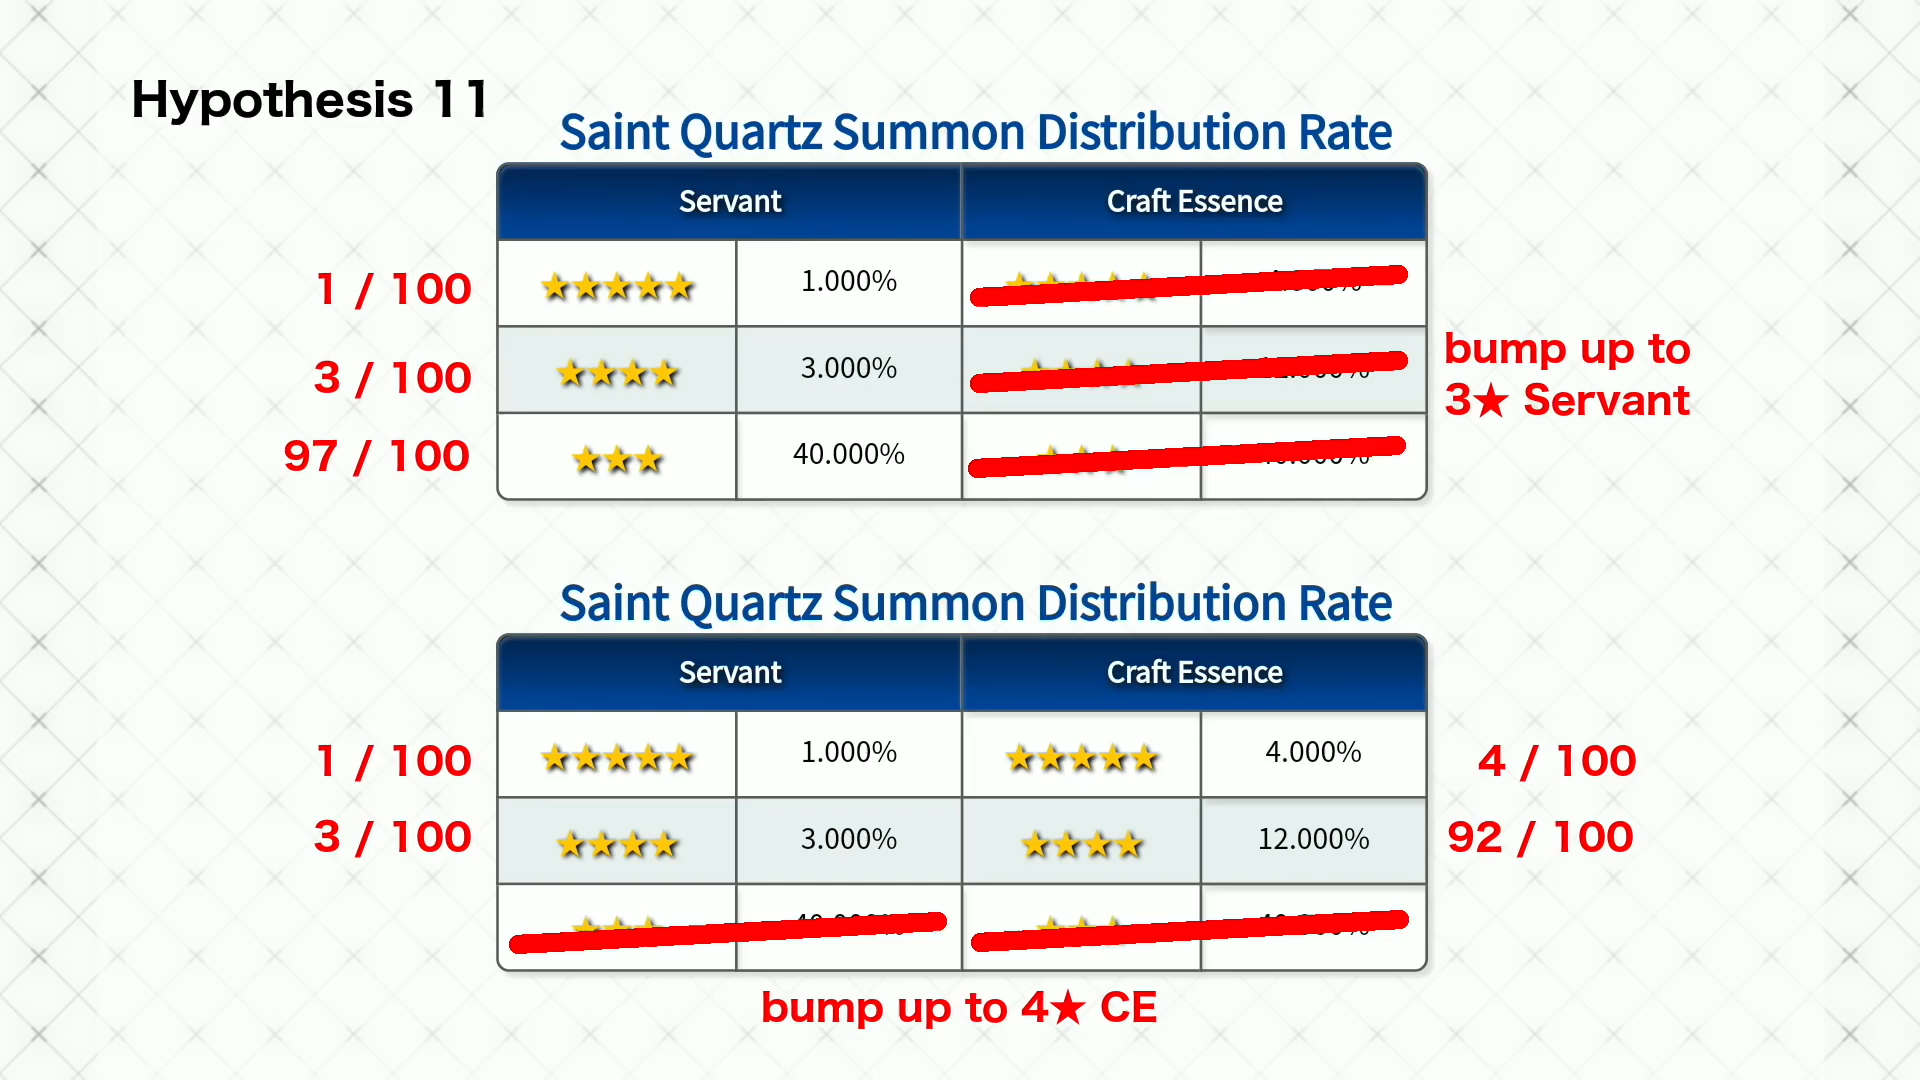 Hypothesis 11
Saint Quartz Summon Distribution Rate
Servant Craft Essence
1 / 100 ★★★★★ 1.000% ★★★★★
3 / 100 ★★★★ 3.000% ★★★★
bump up to
3★ Servant
97 / 100 ★★★ 40.000% ★★★
Saint Quartz Summon Distribution Rate
Servant Craft Essence
1 / 100 ★★★★★ 1.000% ★★★★★ 4.000% 4 / 100
3 / 100 ★★★★ 3.000% ★★★★ 12.000% 92 / 100
★★★ ★★★
bump up to 4★ CE